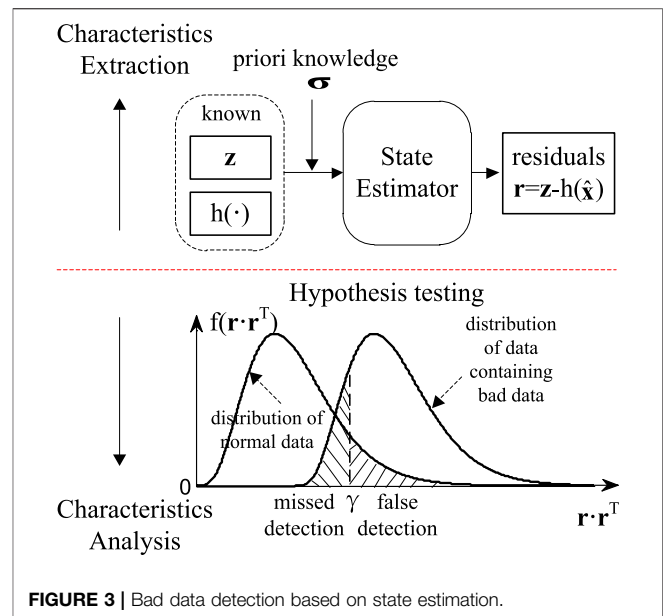 Characteristics
Extraction
priori knowledge
σ
known
z
h(·)
State
Estimator
residuals
r=z-h(x̂)
Hypothesis testing
f(r·rᵀ)
distribution
of data
containing
bad data
distribution of
normal data
0
missed
detection
γ
false
detection
r·rᵀ
Characteristics
Analysis
FIGURE 3 | Bad data detection based on state estimation.